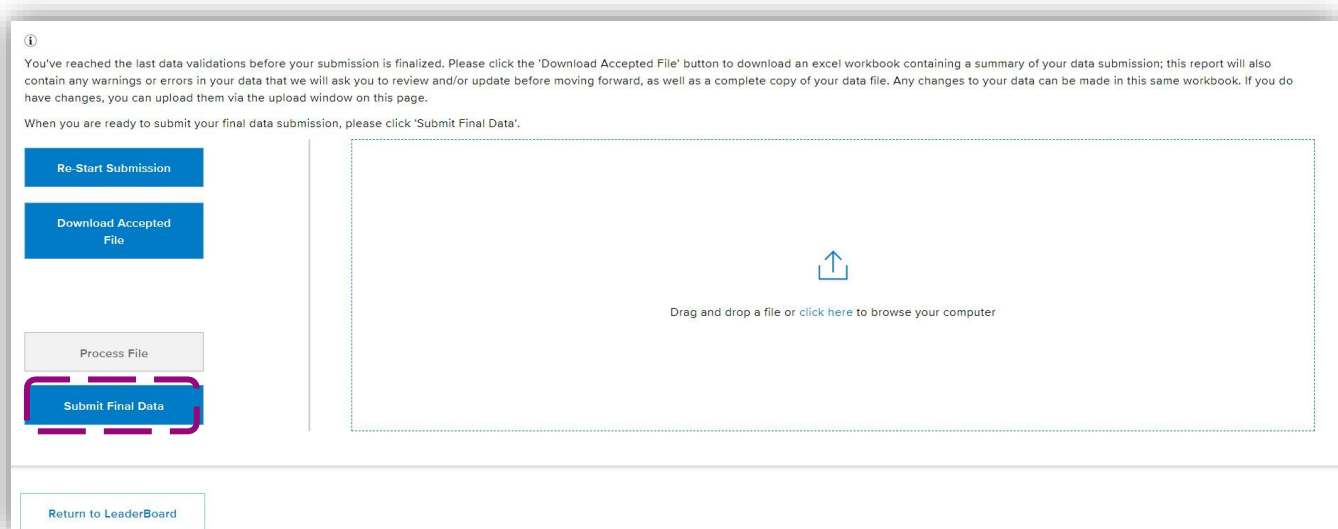 You've reached the last data validations before your submission is finalized. Please click the 'Download Accepted File' button to download an excel workbook containing a summary of your data submission; this report will also
contain any warnings or errors in your data that we will ask you to review and/or update before moving forward, as well as a complete copy of your data file. Any changes to your data can be made in this same workbook. If you do
have changes, you can upload them via the upload window on this page.
When you are ready to submit your final data submission, please click 'Submit Final Data'.
Re-Start Submission
Download Accepted
File
Drag and drop a file or click here to browse your computer
Process File
Submit Final Data
Return to LeaderBoard